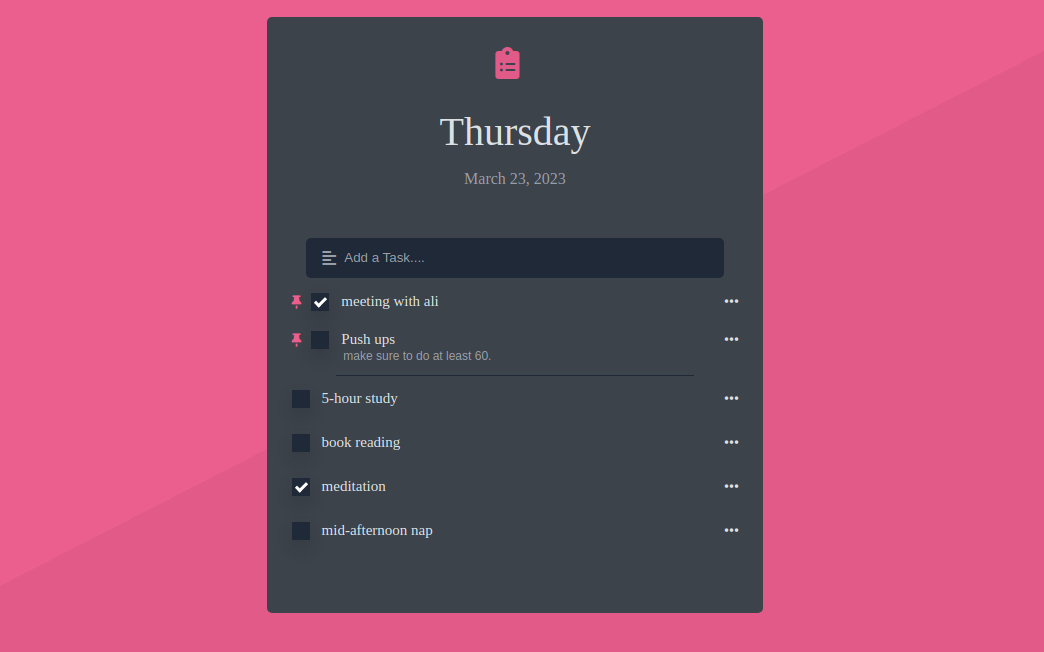 Thursday
March 23, 2023
Add a Task....
meeting with ali
Push ups
make sure to do at least 60.
5-hour study
book reading
meditation
mid-afternoon nap